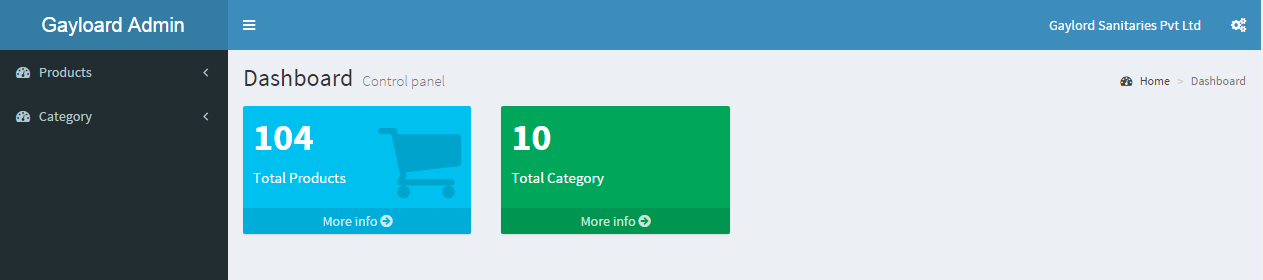 Gayloard Admin
Gaylord Sanitaries Pvt Ltd
Products
Category
Dashboard Control panel
Home > Dashboard
104
Total Products
More info
10
Total Category
More info